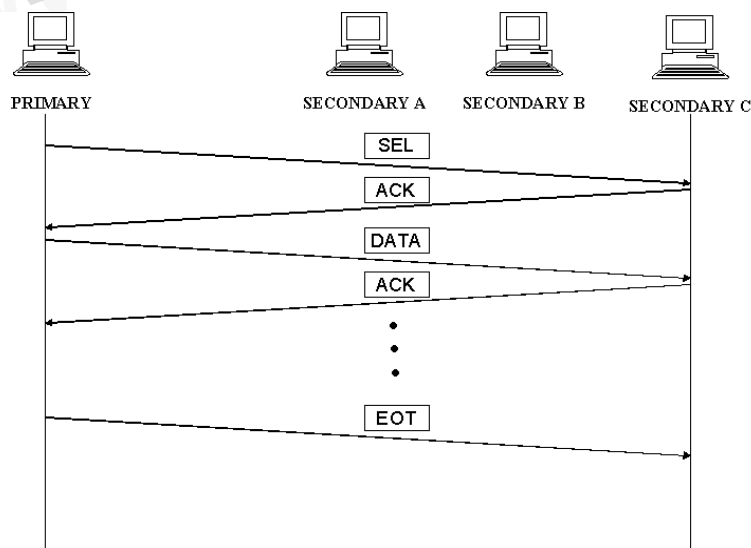 PRIMARY
SECONDARY A
SECONDARY B
SECONDARY C
SEL
ACK
DATA
ACK
EOT